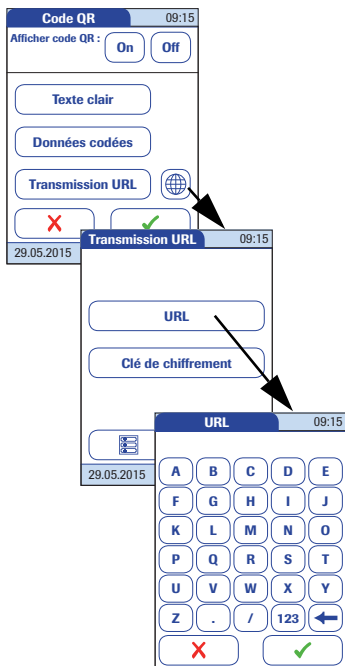 Code QR 09:15
Afficher code QR : On Off
Texte clair
Données codées
Transmission URL
29.05.2015
Transmission URL 09:15
URL
Clé de chiffrement
29.05.2015
URL 09:15
A B C D E
F G H I J
K L M N O
P Q R S T
U V W X Y
Z . / 123